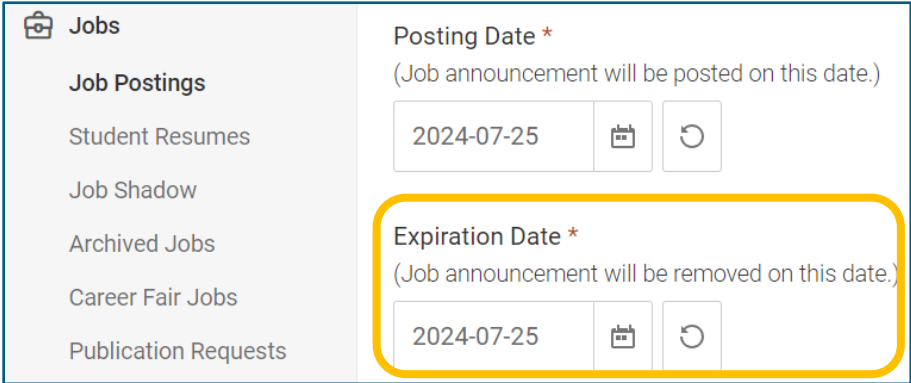 Jobs
Job Postings
Student Resumes
Job Shadow
Archived Jobs
Career Fair Jobs
Publication Requests
Posting Date *
(Job announcement will be posted on this date.)
2024-07-25
Expiration Date *
(Job announcement will be removed on this date.)
2024-07-25